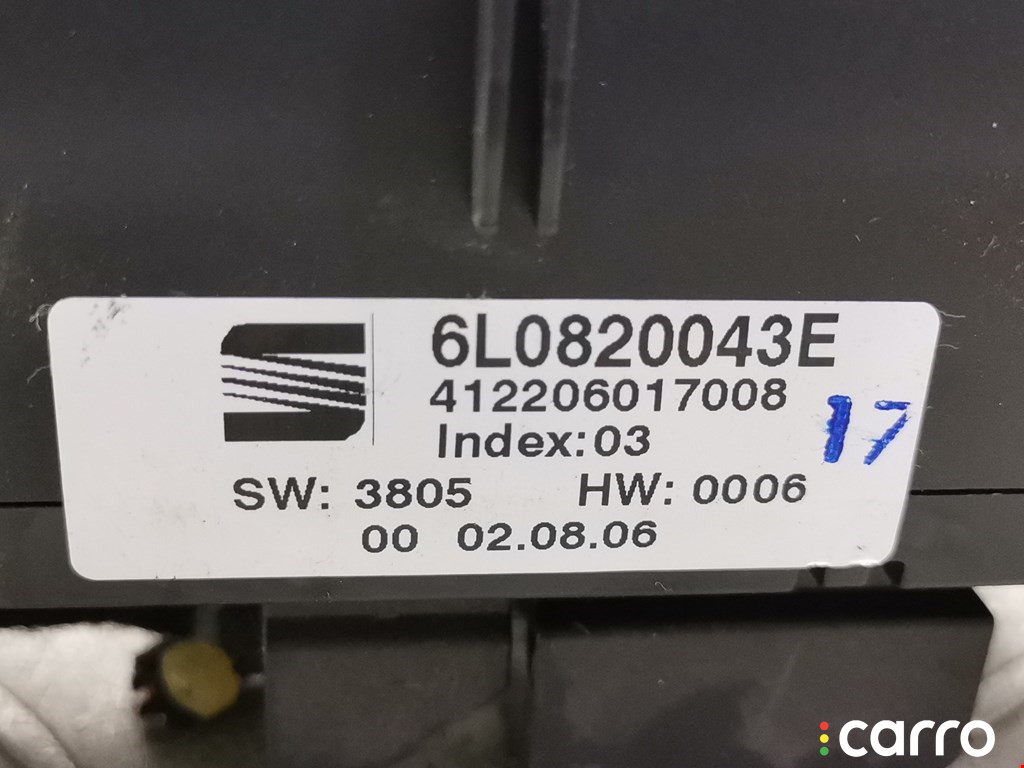 6L0820043E
412206017008
Index:03
17
SW: 3805 HW: 0006
00 02.08.06
carro